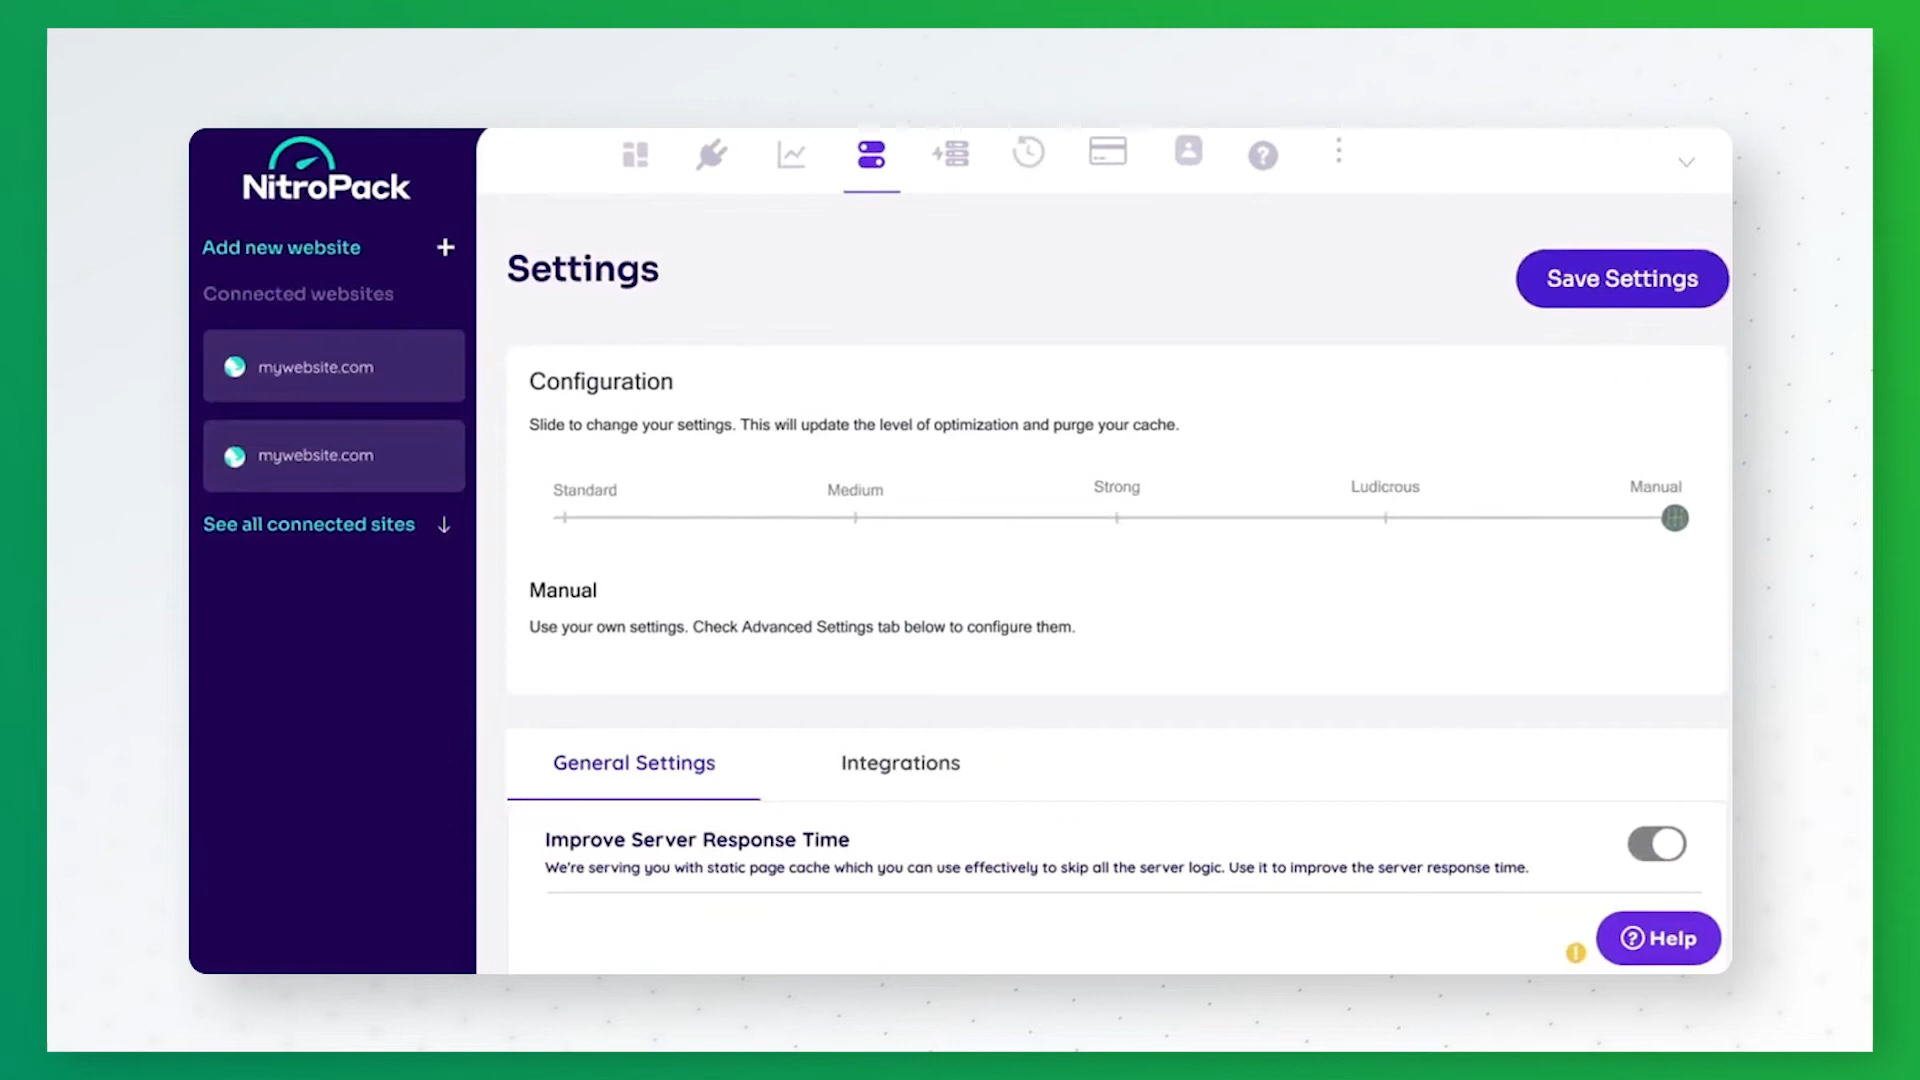 NitroPack
Add new website
Connected websites
mywebsite.com
mywebsite.com
See all connected sites
Settings
Save Settings
Configuration
Slide to change your settings. This will update the level of optimization and purge your cache.
Standard
Medium
Strong
Ludicrous
Manual
Manual
Use your own settings. Check Advanced Settings tab below to configure them.
General Settings
Integrations
Improve Server Response Time
We're serving you with static page cache which you can use effectively to skip all the server logic. Use it to improve the server response time.
Help